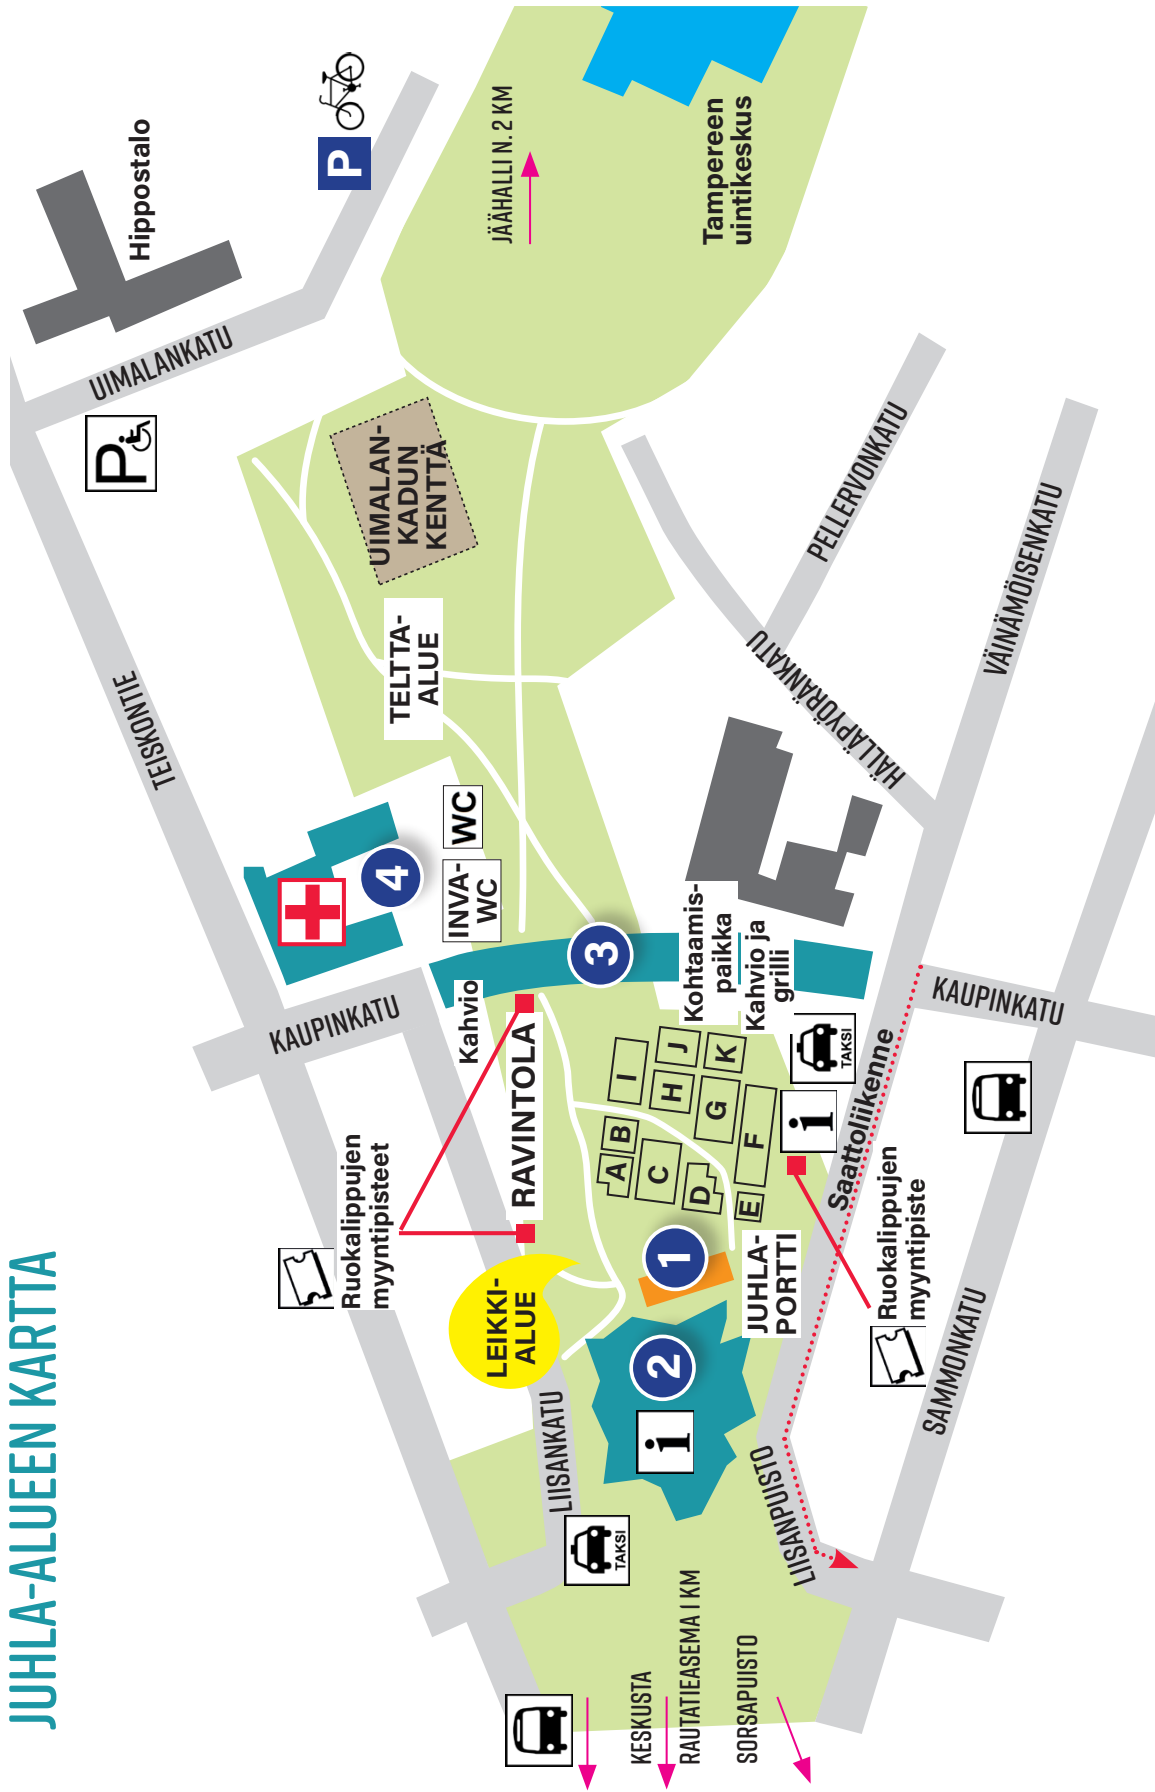 JUHLA-ALUEEN KARTTA
TEISKONTIE
UIMALANKATU
Hippostalo
P
P
JÄÄHALLI N. 2 KM
Tampereen
uintikeskus
UIMALAN-
KADUN
KENTTÄ
TELTTA-
ALUE
WC
INVA-
WC
4
KAUPINKATU
Kahvio
3
RAVINTOLA
Ruokalippujen
myyntipisteet
LEIKKI-
ALUE
LIISANKATU
TAKSI
Kohtaamis-
paikka
Kahvio ja
grilli
I
J
H
K
G
B
A
C
F
D
E
1
2
i
JUHLA-
PORTTI
i
TAKSI
Saattoliikenne
Ruokalippujen
myyntipiste
PELLERVONKATU
HÄLLÄPYÖRÄNKATU
VÄINÄMÖISENKATU
KAUPINKATU
SAMMONKATU
LIISANPUISTO
KESKUSTA
RAUTATIEASEMA 1 KM
SORSAPUISTO